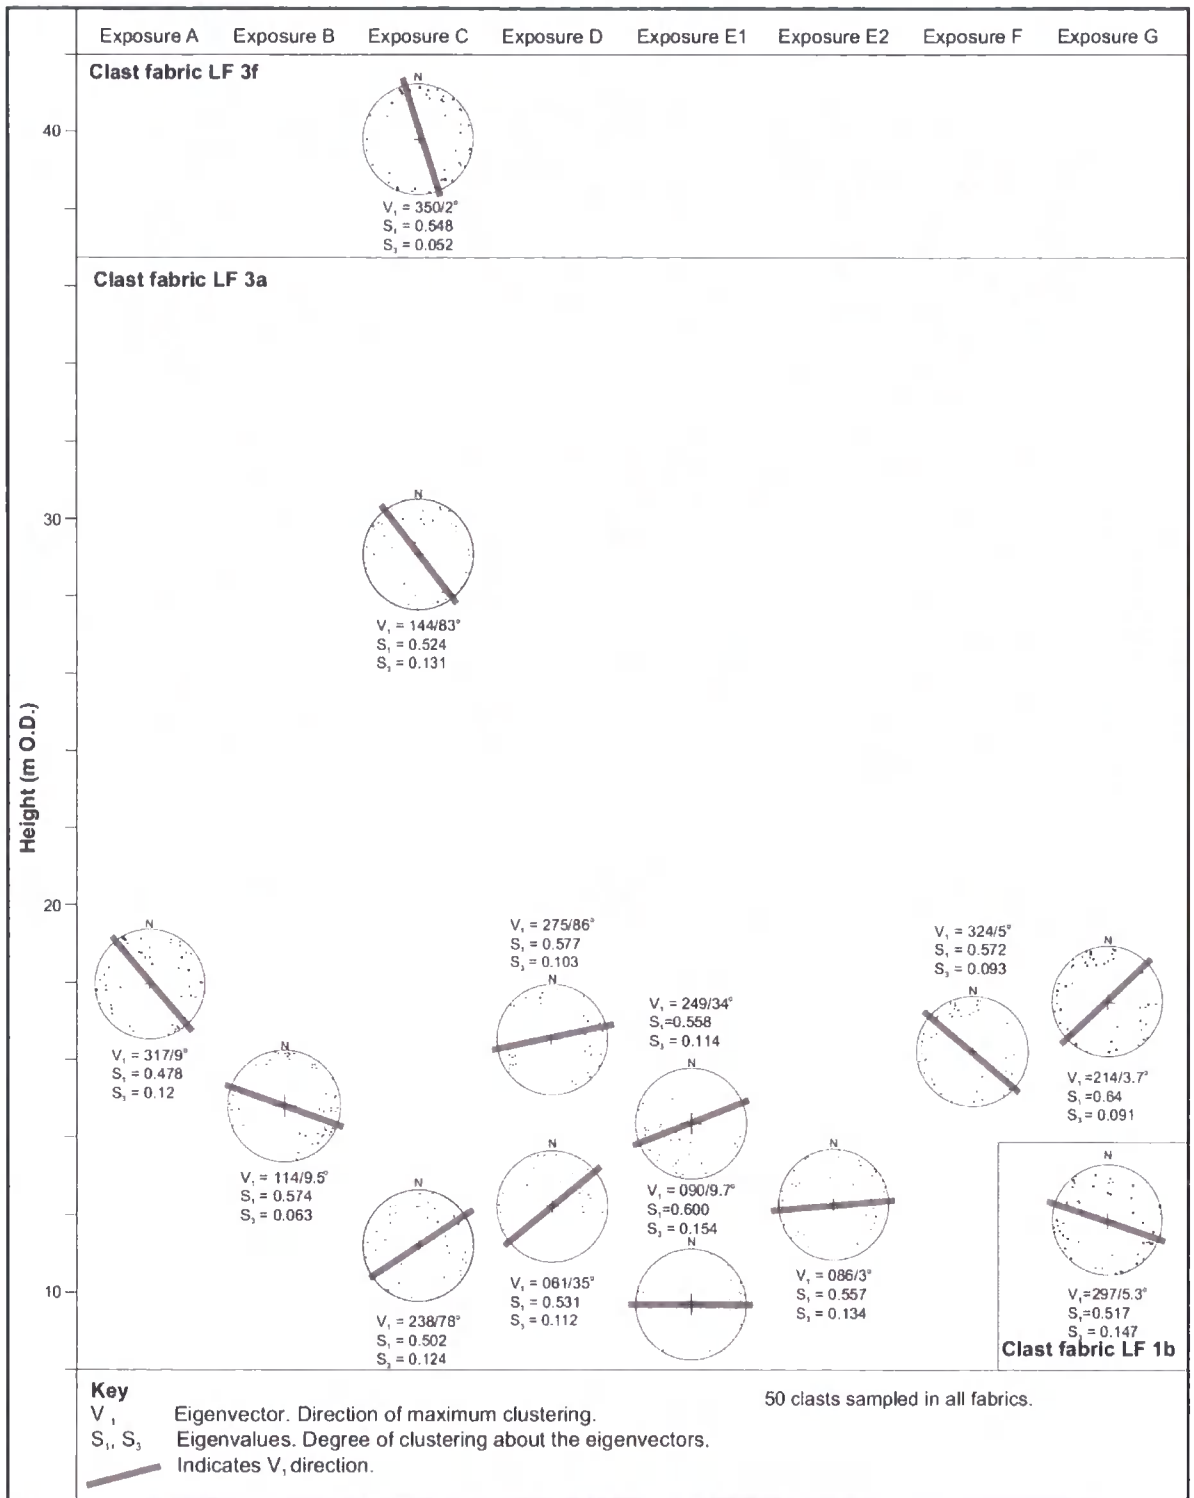 Exposure A Exposure B Exposure C Exposure D Exposure E1 Exposure E2 Exposure F Exposure G
Clast fabric LF 3f
N
40
V₁ = 350/2°
S₁ = 0.548
S₃ = 0.052
Clast fabric LF 3a
30
N
V₁ = 144/83°
S₁ = 0.524
S₃ = 0.131
Height (m O.D.)
20
N
V₁ = 317/9°
S₁ = 0.478
S₃ = 0.12
N
V₁ = 114/9.5°
S₁ = 0.574
S₃ = 0.063
N
V₁ = 238/78°
S₁ = 0.502
S₃ = 0.124
V₁ = 275/86°
S₁ = 0.577
S₃ = 0.103
N
N
V₁ = 061/35°
S₁ = 0.531
S₃ = 0.112
V₁ = 249/34°
S₁=0.558
S₃ = 0.114
N
V₁ = 090/9.7°
S₁=0.600
S₃ = 0.154
N
N
V₁ = 086/3°
S₁ = 0.557
S₃ = 0.134
V₁ = 324/5°
S₁ = 0.572
S₃ = 0.093
N
N
V₁ =214/3.7°
S₁ =0.64
S₃ = 0.091
N
V₁=297/5.3°
S₁=0.517
S₃ = 0.147
Clast fabric LF 1b
10
Key
V₁ Eigenvector. Direction of maximum clustering.
S₁, S₃ Eigenvalues. Degree of clustering about the eigenvectors.
Indicates V₁ direction.
50 clasts sampled in all fabrics.